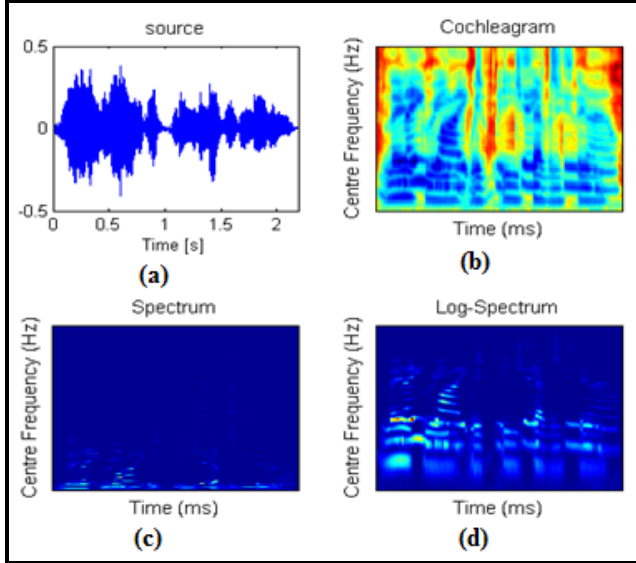 source
0.5
0
-0.5
0 0.5 1 1.5 2
Time [s]
(a)
Cochleagram
Centre Frequency (Hz)
Time (ms)
(b)
Spectrum
Centre Frequency (Hz)
Time (ms)
(c)
Log-Spectrum
Centre Frequency (Hz)
Time (ms)
(d)